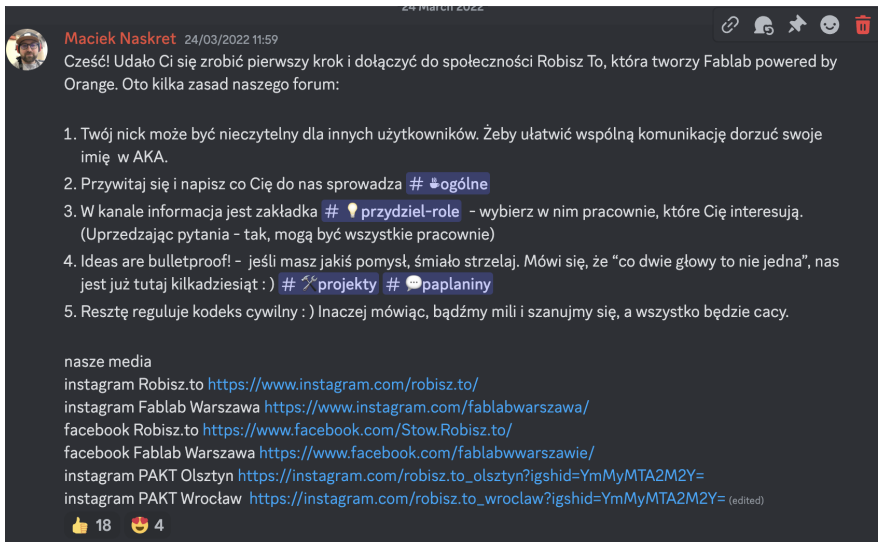 24 March 2022
Maciek Naskret 24/03/2022 11:59
Cześć! Udało Ci się zrobić pierwszy krok i dołączyć do społeczności Robisz To, która tworzy Fablab powered by
Orange. Oto kilka zasad naszego forum:
1. Twój nick może być nieczytelny dla innych użytkowników. Żeby ułatwić wspólną komunikację dorzuć swoje
imię w AKA.
2. Przywitaj się i napisz co Cię do nas sprowadza # ☕ogólne
3. W kanale informacja jest zakładka # 💡przydziel-role - wybierz w nim pracownie, które Cię interesują.
(Uprzedzając pytania - tak, mogą być wszystkie pracownie)
4. Ideas are bulletproof! - jeśli masz jakiś pomysł, śmiało strzelaj. Mówi się, że “co dwie głowy to nie jedna”, nas
jest już tutaj kilkadziesiąt : ) # 🛠projekty # 💬paplaniny
5. Resztę reguluje kodeks cywilny : ) Inaczej mówiąc, bądźmy mili i szanujmy się, a wszystko będzie cacy.
nasze media
instagram Robisz.to https://www.instagram.com/robisz.to/
instagram Fablab Warszawa https://www.instagram.com/fablabwarszawa/
facebook Robisz.to https://www.facebook.com/Stow.Robisz.to/
facebook Fablab Warszawa https://www.facebook.com/fablabwwarszawie/
instagram PAKT Olsztyn https://instagram.com/robisz.to_olsztyn?igshid=YmMyMTA2M2Y=
instagram PAKT Wrocław https://instagram.com/robisz.to_wroclaw?igshid=YmMyMTA2M2Y= (edited)
👍 18 😍 4